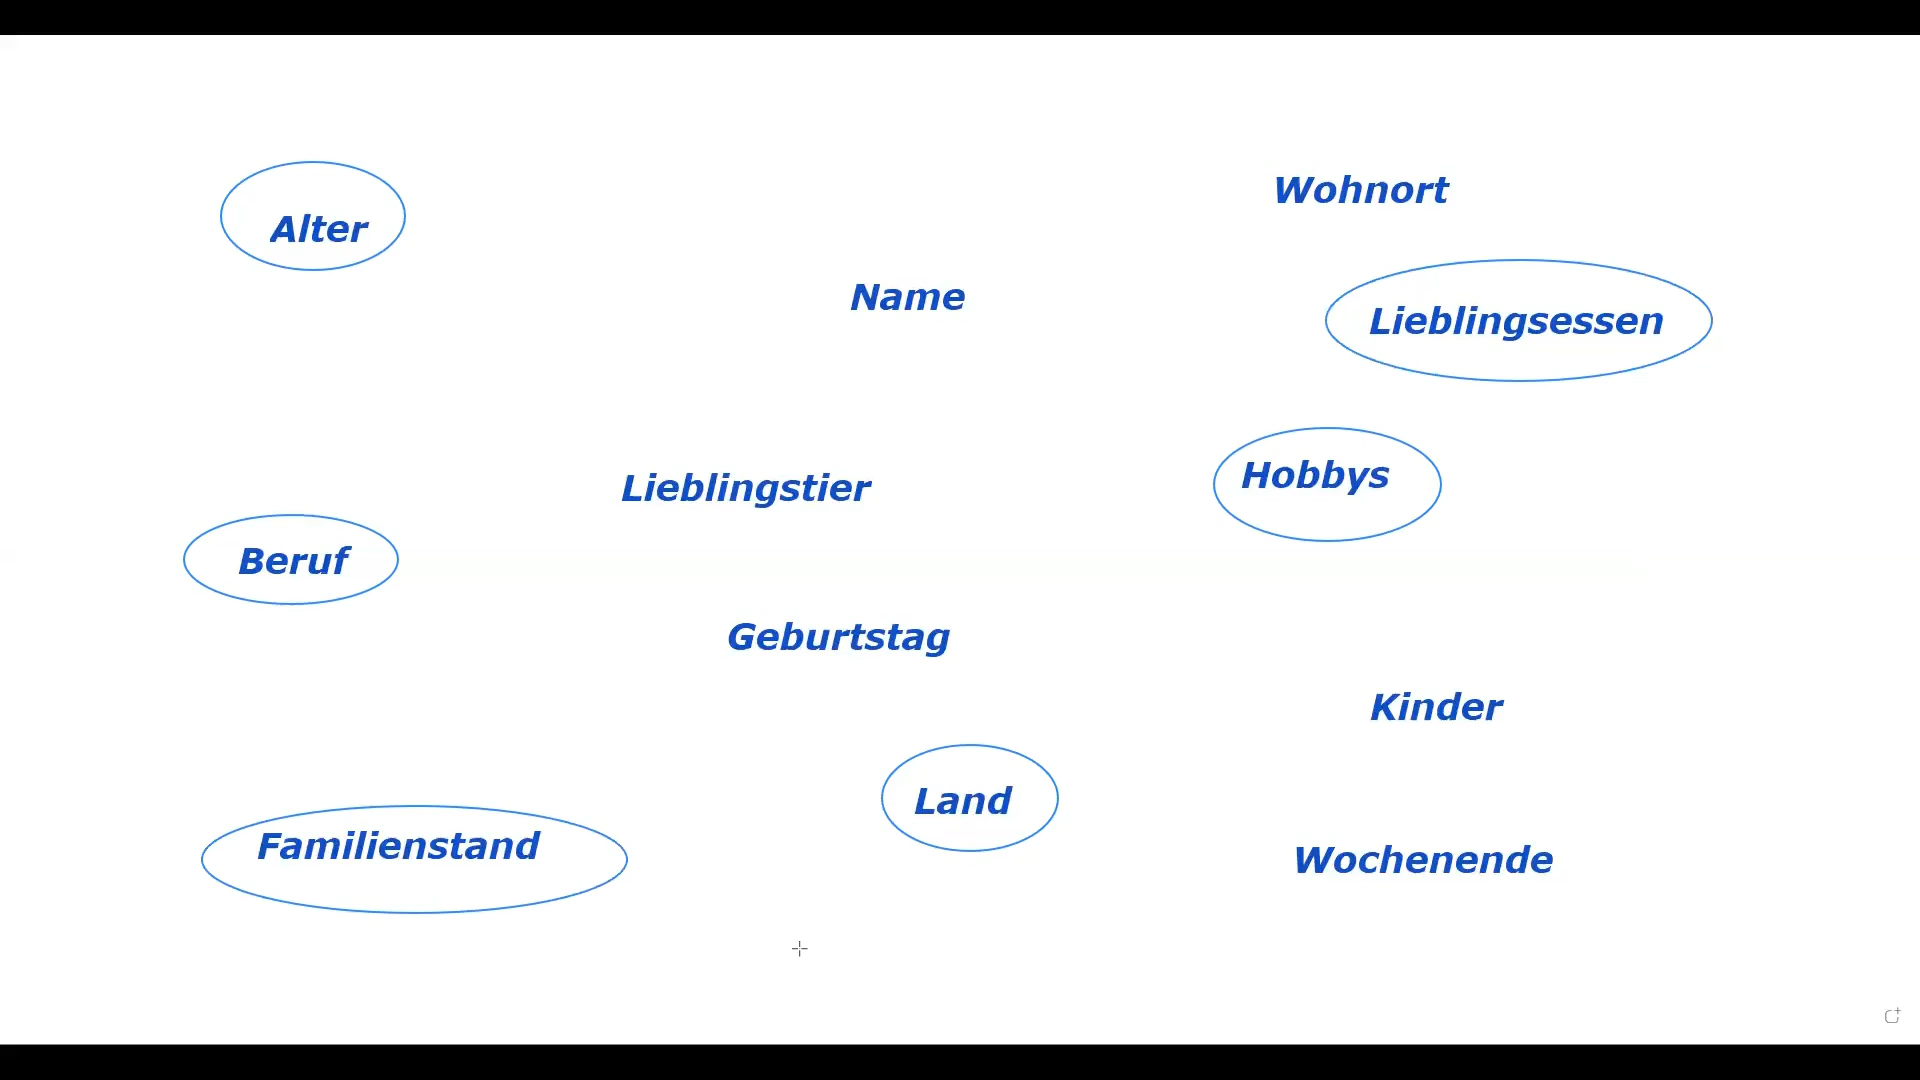 Wohnort
Alter
Name
Lieblingsessen
Hobbys
Lieblingstier
Beruf
Geburtstag
Kinder
Land
Familienstand
Wochenende